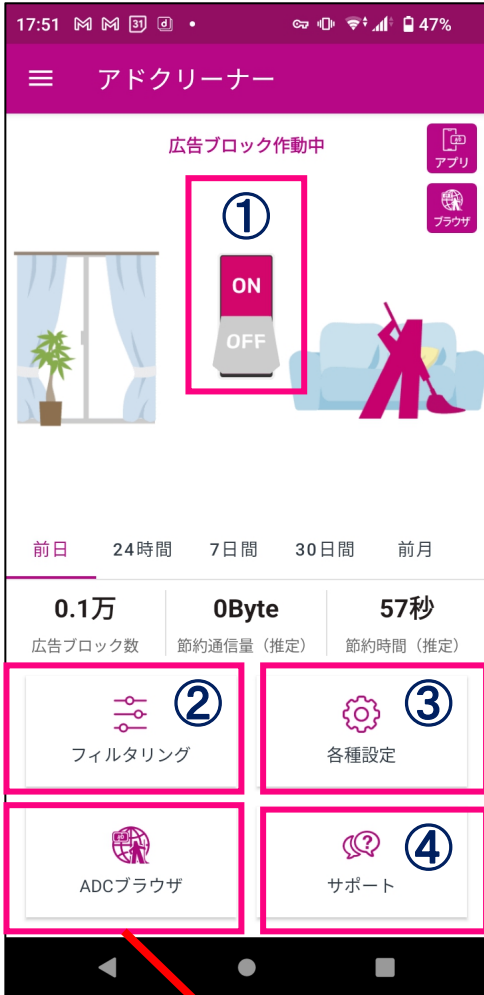 17:51 31 d • 47%
アドクリーナー
広告ブロック作動中
ad
アプリ
ブラウザ
①
ON
OFF
前日 24時間 7日間 30日間 前月
0.1万 0Byte 57秒
広告ブロック数 節約通信量（推定） 節約時間（推定）
② ③
フィルタリング 各種設定
④
ADCブラウザ サポート